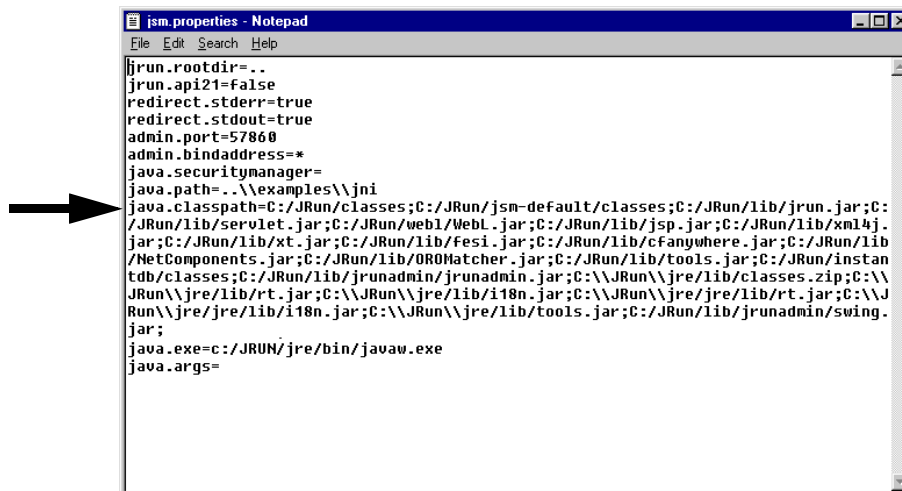 jsm.properties - Notepad
File Edit Search Help
jrun.rootdir=..
jrun.api21=false
redirect.stderr=true
redirect.stdout=true
admin.port=57860
admin.bindaddress=*
java.securitymanager=
java.path=..\\examples\\jni
java.classpath=C:/JRun/classes;C:/JRun/jsm-default/classes;C:/JRun/lib/jrun.jar;C:
/JRun/lib/servlet.jar;C:/JRun/webl/WebL.jar;C:/JRun/lib/jsp.jar;C:/JRun/lib/xml4j.
jar;C:/JRun/lib/xt.jar;C:/JRun/lib/fesi.jar;C:/JRun/lib/cfanywhere.jar;C:/JRun/lib
/NetComponents.jar;C:/JRun/lib/OROMatcher.jar;C:/JRun/lib/tools.jar;C:/JRun/instan
tdb/classes;C:/JRun/lib/jrunadmin/jrunadmin.jar;C:\\JRun\\jre/lib/classes.zip;C:\\
JRun\\jre/lib/rt.jar;C:\\JRun\\jre/lib/i18n.jar;C:\\JRun\\jre/jre/lib/rt.jar;C:\\J
Run\\jre/jre/lib/i18n.jar;C:\\JRun\\jre/lib/tools.jar;C:/JRun/lib/jrunadmin/swing.
jar;
java.exe=c:/JRUN/jre/bin/javaw.exe
java.args=